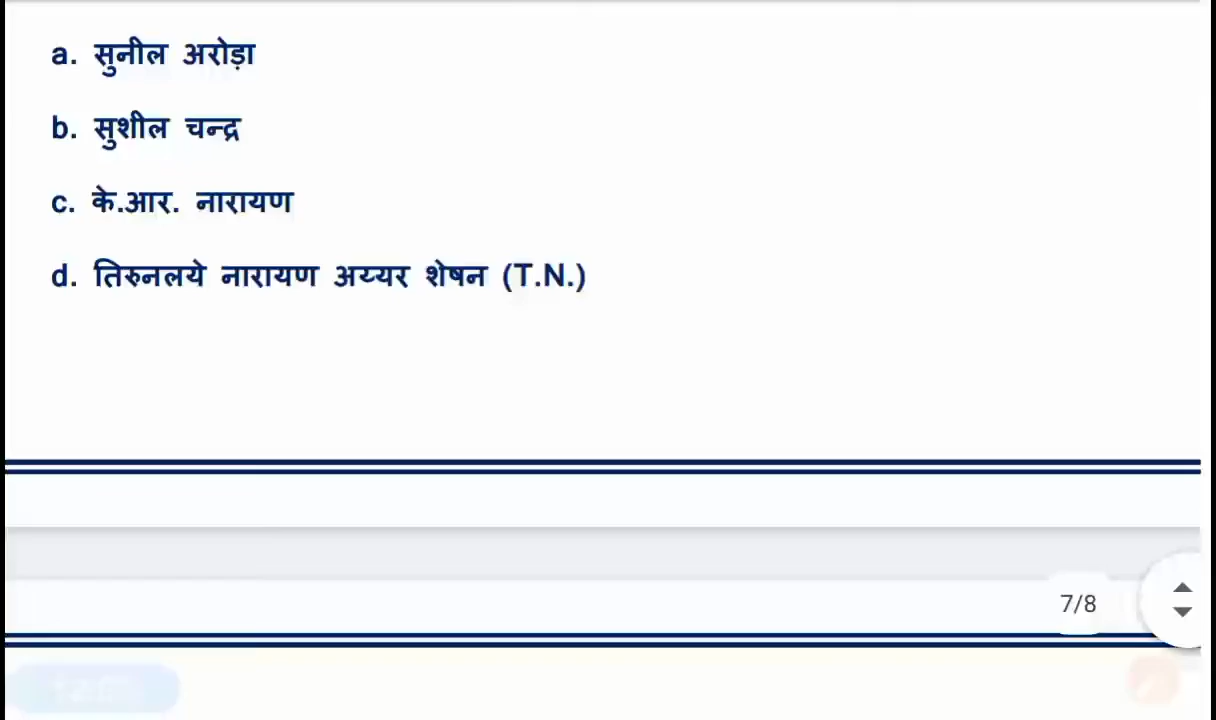 a. सुनील अरोड़ा
b. सुशील चन्द्र
c. के.आर. नारायण
d. तिरुनलये नारायण अय्यर शेषन (T.N.)
7/8